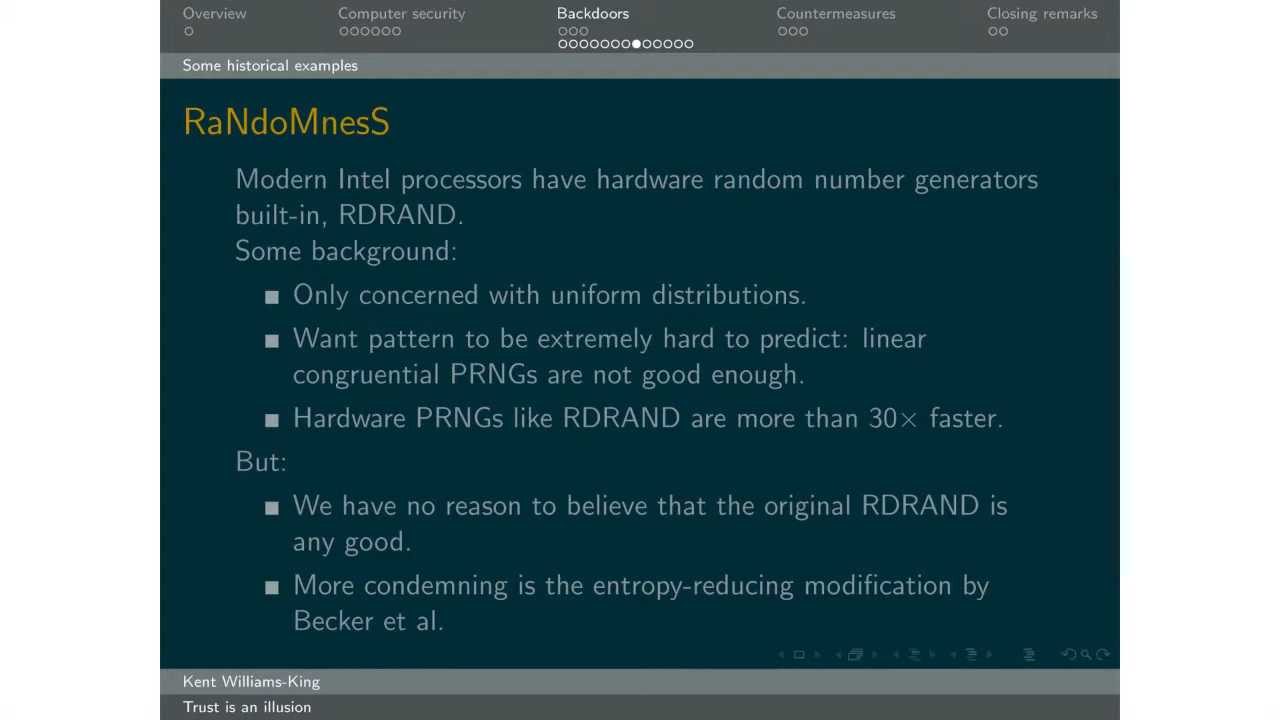 Overview Computer security Backdoors Countermeasures Closing remarks
Some historical examples
RaNdoMnesS
Modern Intel processors have hardware random number generators
built-in, RDRAND.
Some background:
Only concerned with uniform distributions.
Want pattern to be extremely hard to predict: linear
congruential PRNGs are not good enough.
Hardware PRNGs like RDRAND are more than 30× faster.
But:
We have no reason to believe that the original RDRAND is
any good.
More condemning is the entropy-reducing modification by
Becker et al.
Kent Williams-King
Trust is an illusion